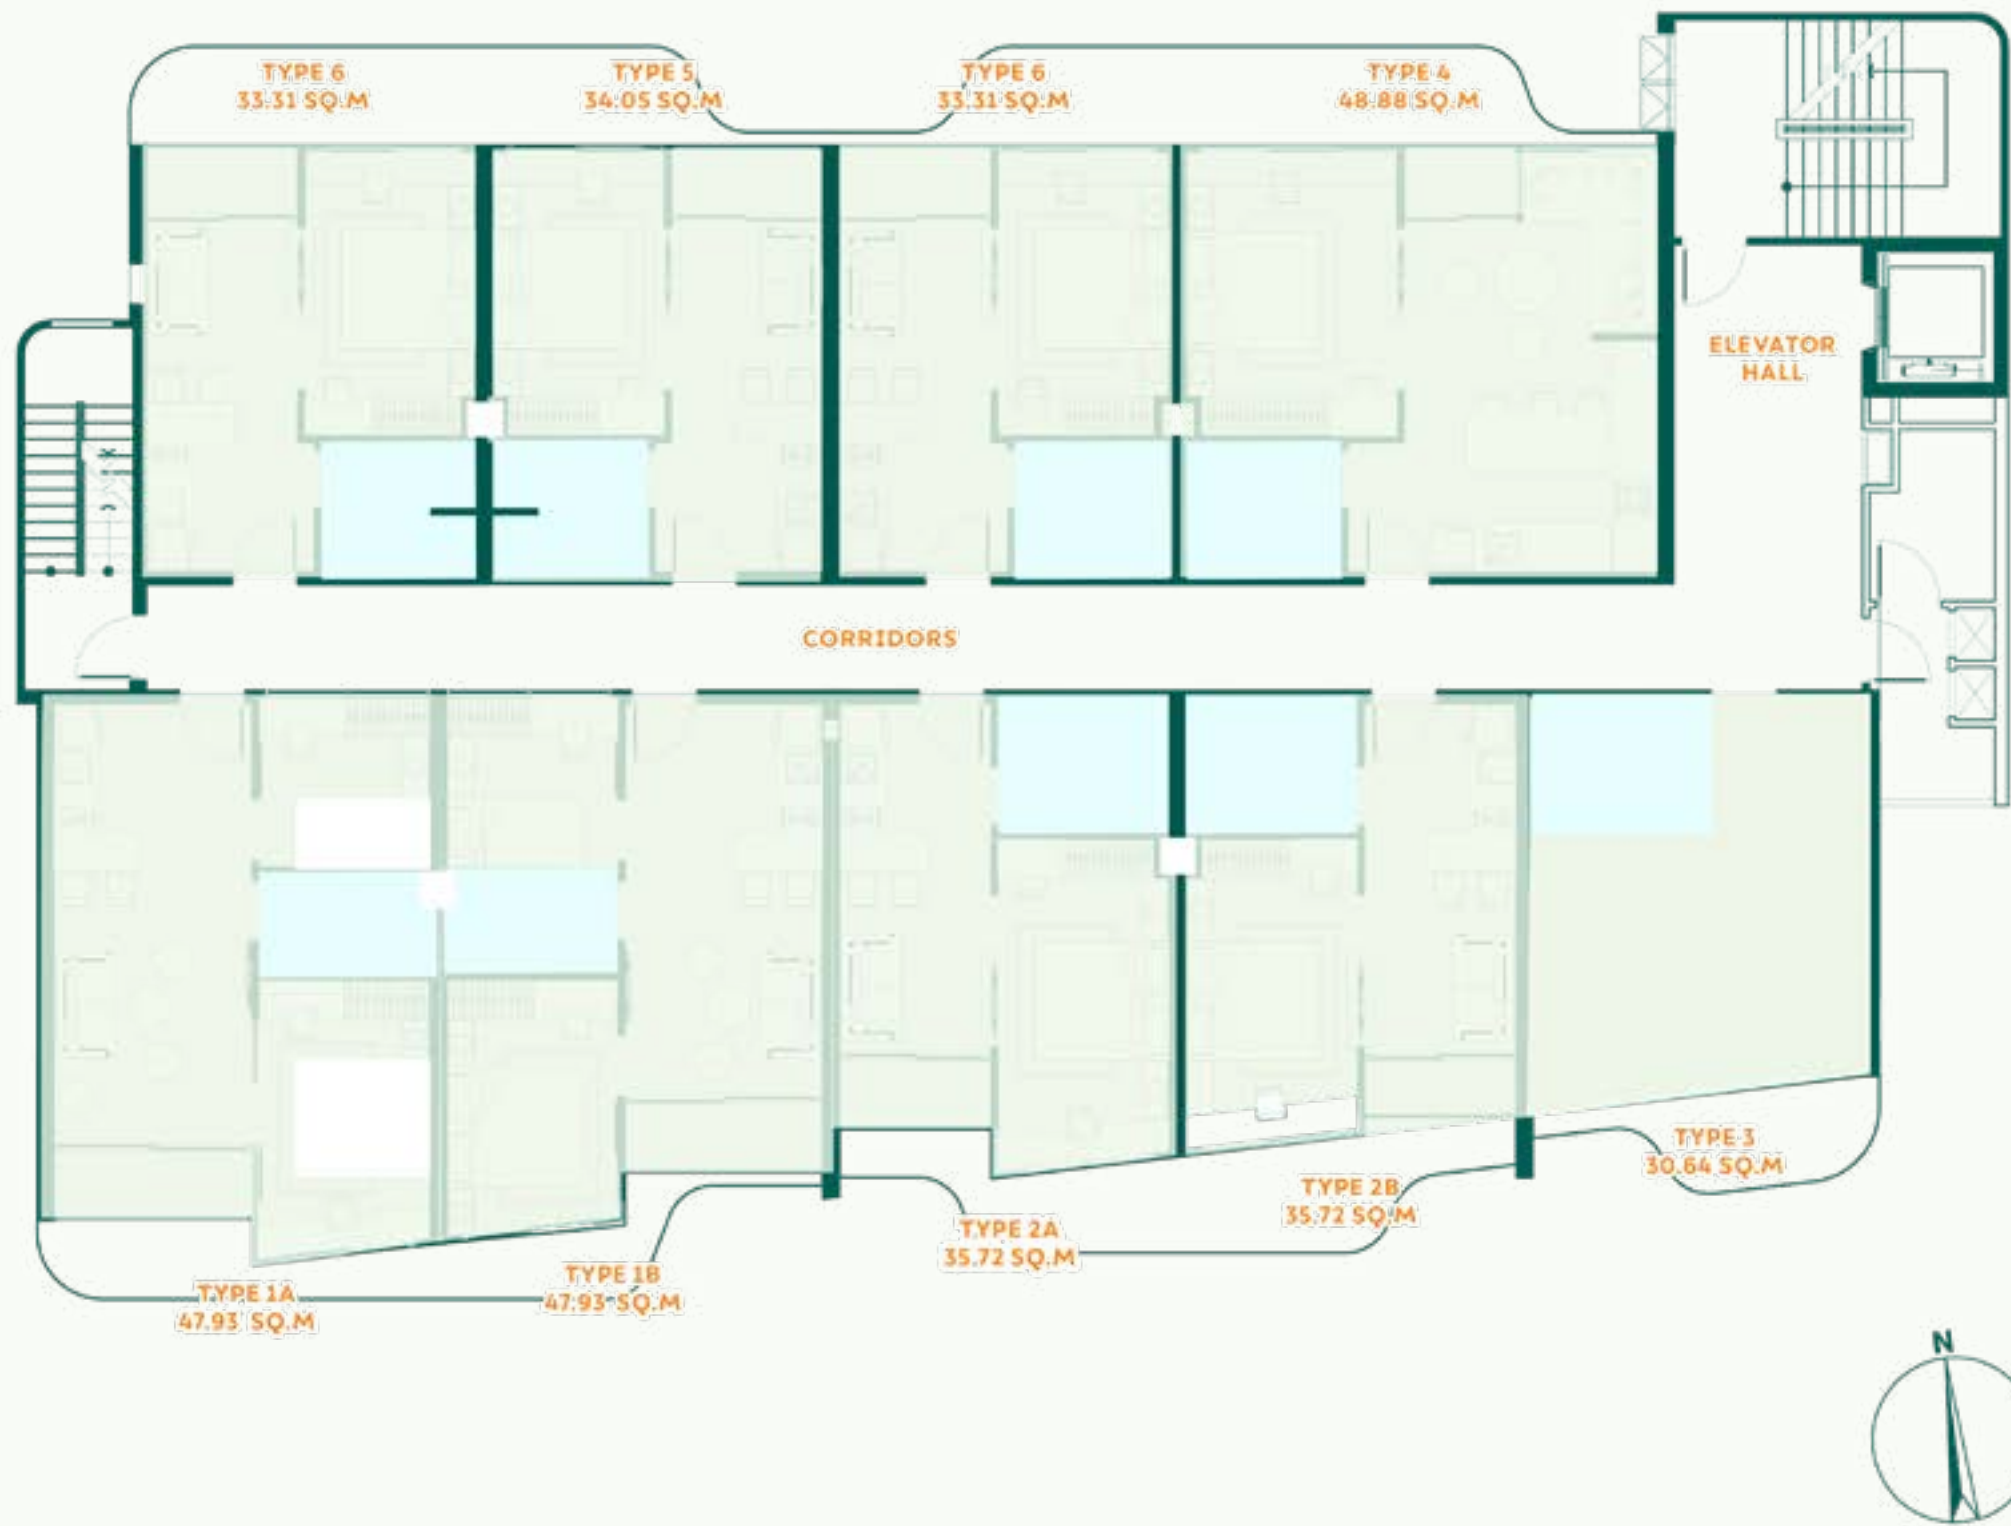 TYPE 6
33.31 SQ.M
TYPE 5
34.05 SQ.M
TYPE 6
33.31 SQ.M
TYPE 4
48.88 SQ.M
ELEVATOR
HALL
CORRIDORS
TYPE 3
30.64 SQ.M
TYPE 2B
35.72 SQ.M
TYPE 2A
35.72 SQ.M
TYPE 1B
47.93 SQ.M
TYPE 1A
47.93 SQ.M
N